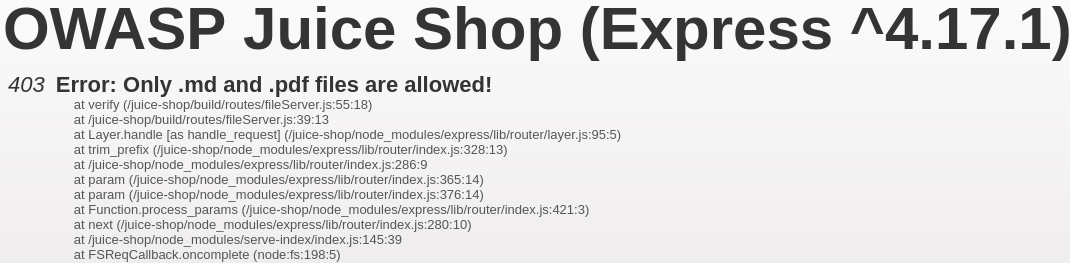 OWASP Juice Shop (Express ^4.17.1)
403 Error: Only .md and .pdf files are allowed!
at verify (/juice-shop/build/routes/fileServer.js:55:18)
at /juice-shop/build/routes/fileServer.js:39:13
at Layer.handle [as handle_request] (/juice-shop/node_modules/express/lib/router/layer.js:95:5)
at trim_prefix (/juice-shop/node_modules/express/lib/router/index.js:328:13)
at /juice-shop/node_modules/express/lib/router/index.js:286:9
at param (/juice-shop/node_modules/express/lib/router/index.js:365:14)
at param (/juice-shop/node_modules/express/lib/router/index.js:376:14)
at Function.process_params (/juice-shop/node_modules/express/lib/router/index.js:421:3)
at next (/juice-shop/node_modules/express/lib/router/index.js:280:10)
at /juice-shop/node_modules/serve-index/index.js:145:39
at FSReqCallback.oncomplete (node:fs:198:5)